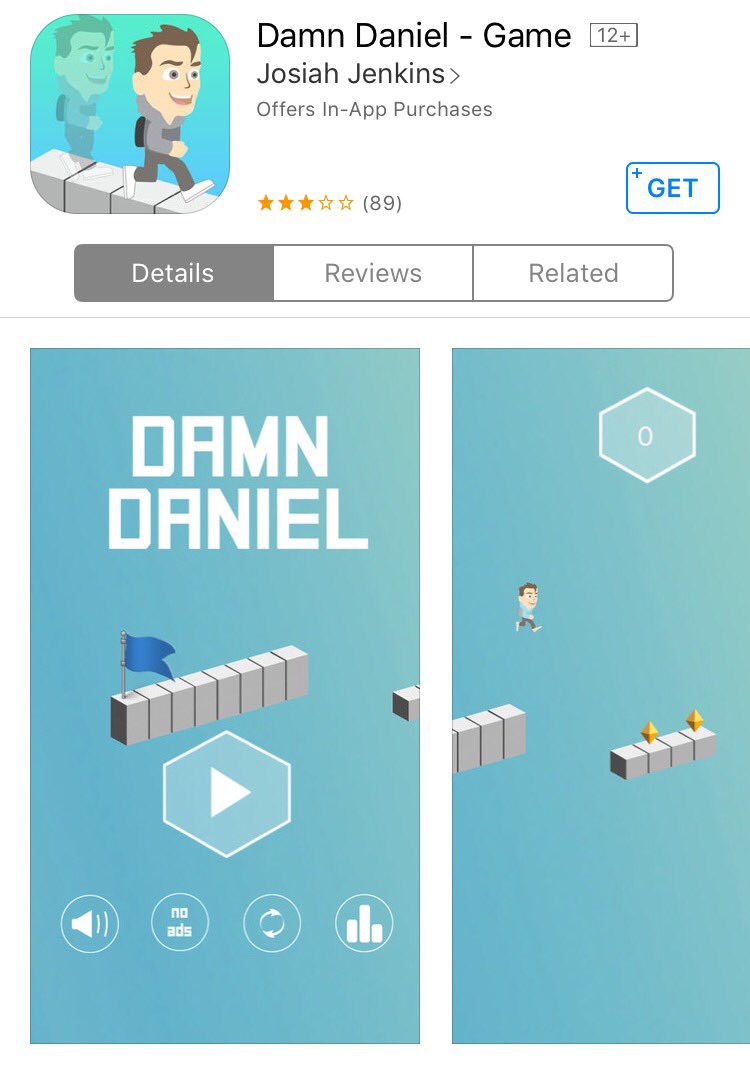 Damn Daniel - Game 12+
Josiah Jenkins
Offers In-App Purchases
(89)
+ GET
Details Reviews Related
DAMN
DANIEL
0
no
ads